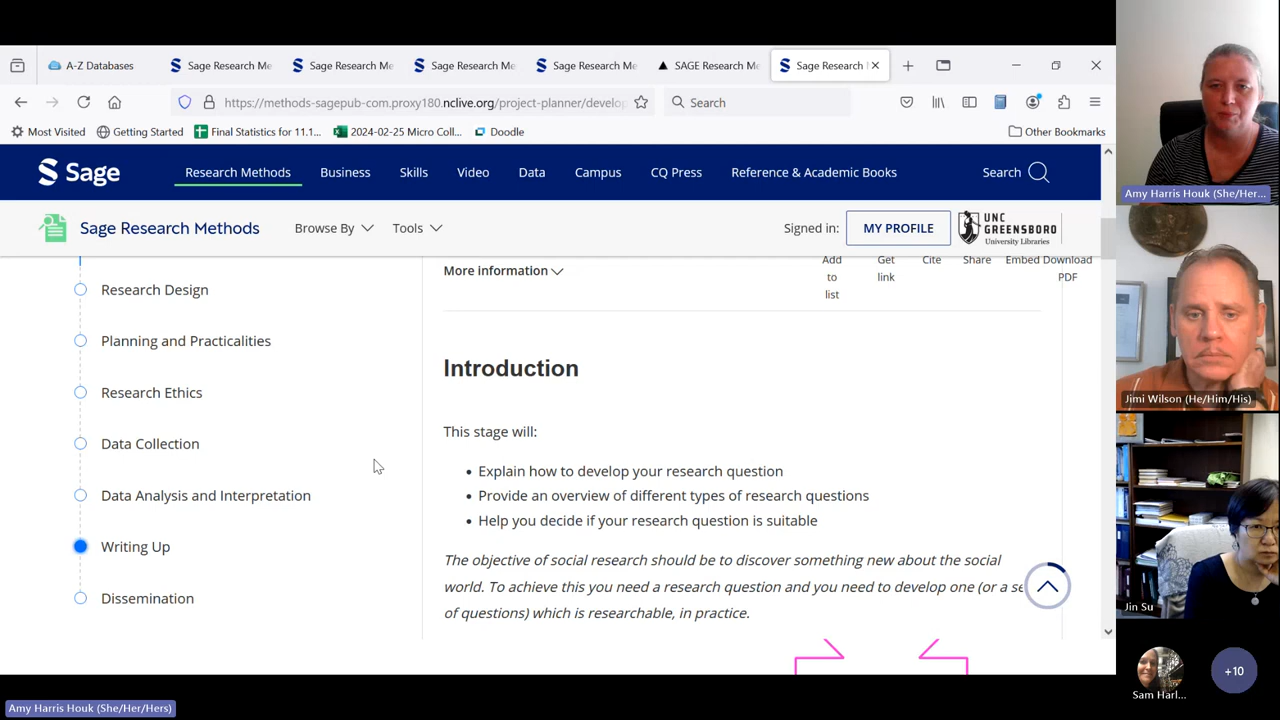 A-Z Databases
Sage Research Me
Sage Research Me
Sage Research Me
Sage Research Me
SAGE Research Me
Sage Research
https://methods-sagepub-com.proxy180.nclive.org/project-planner/develop
Search
Most Visited
Getting Started
Final Statistics for 11.1...
2024-02-25 Micro Coll...
Doodle
Other Bookmarks
Sage
Research Methods
Business
Skills
Video
Data
Campus
CQ Press
Reference & Academic Books
Search
Sage Research Methods
Browse By
Tools
Signed in:
MY PROFILE
UNC
GREENSBORO
University Libraries
More information
Add
to
list
Get
link
Cite
Share
Embed
Download
PDF
Research Design
Planning and Practicalities
Research Ethics
Data Collection
Data Analysis and Interpretation
Writing Up
Dissemination
Introduction
This stage will:
• Explain how to develop your research question
• Provide an overview of different types of research questions
• Help you decide if your research question is suitable
The objective of social research should be to discover something new about the social
world. To achieve this you need a research question and you need to develop one (or a se
of questions) which is researchable, in practice.
Amy Harris Houk (She/Her...
Jimi Wilson (He/Him/His)
Jin Su
Sam Harl...
+10
Amy Harris Houk (She/Her/Hers)